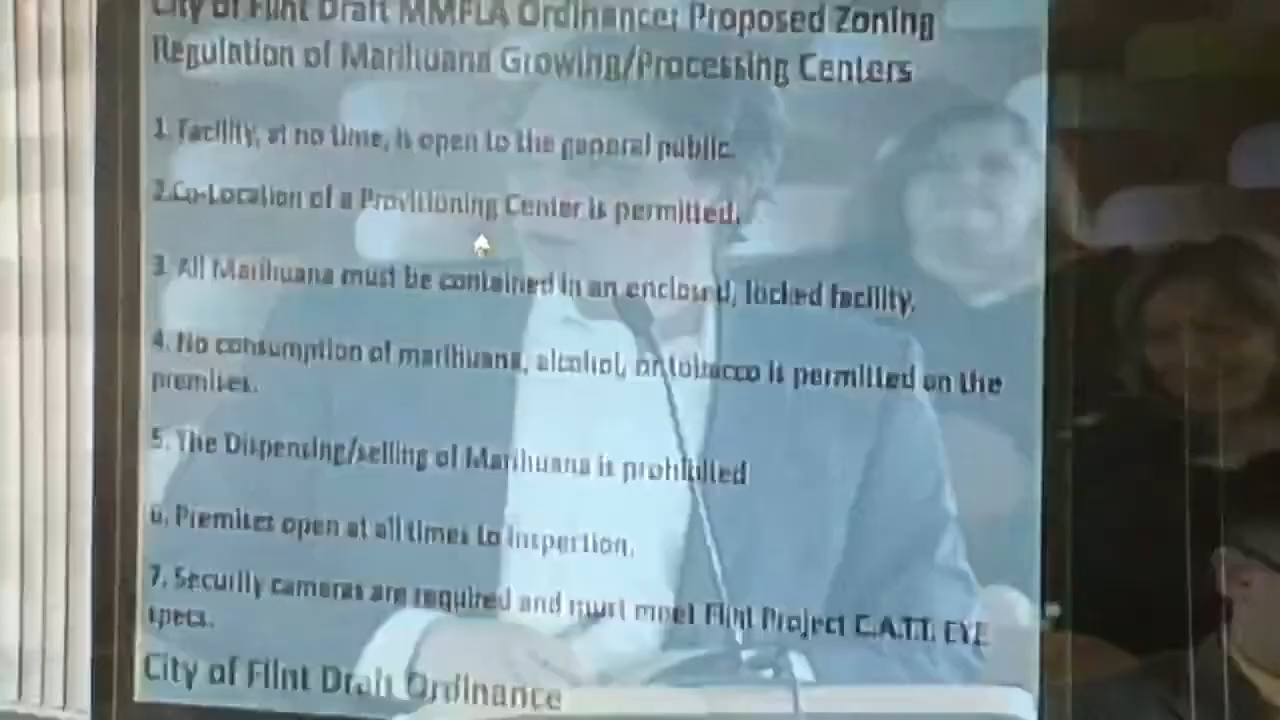 City of Flint Draft MMFLA Ordinance: Proposed Zoning
Regulation of Marihuana Growing/Processing Centers
1. Facility, at no time, is open to the general public.
2.Co-Location of a Provitioning Center is permitted.
3. All Marihuana must be contained in an enclosed, locked facility.
4. No consumption of marihuana, alcohol, or tobacco is permitted on the
premises.
5. The Dispensing/selling of Marihuana is prohibited
6. Premises open at all times to inspection.
7. Security cameras are required and must meet Flint Project C.A.T.T. EYE
specs.
City of Flint Draft Ordinance